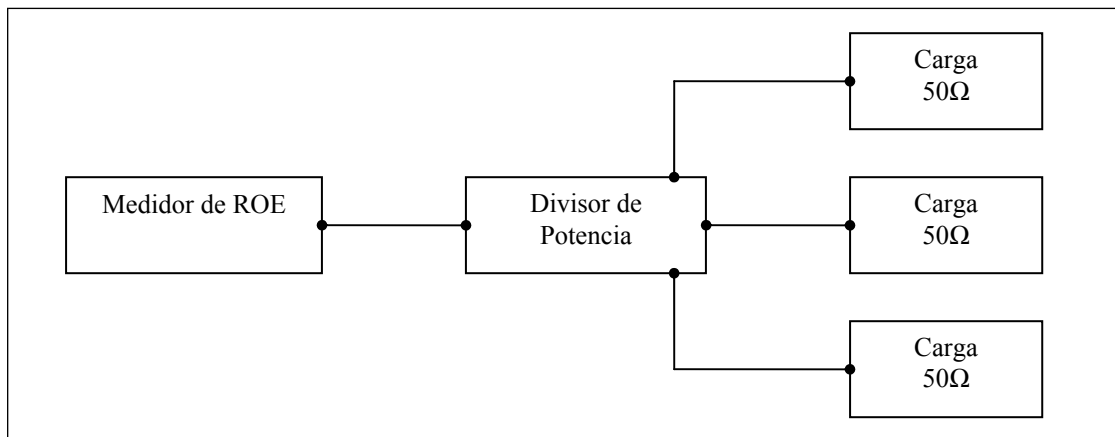 Carga
50Ω
Medidor de ROE
Divisor de
Potencia
Carga
50Ω
Carga
50Ω